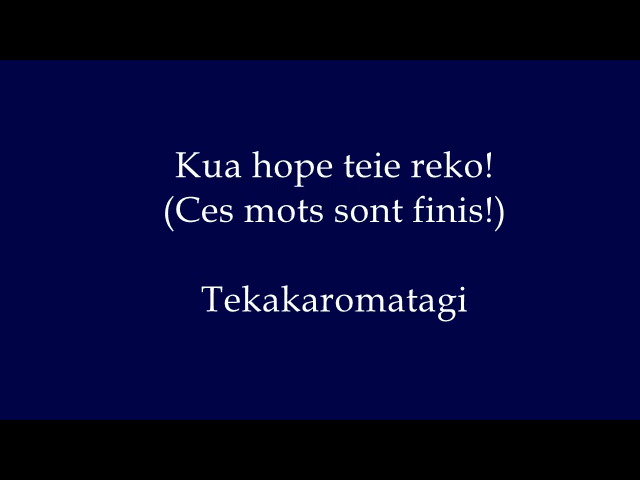 Kua hope teie reko!
(Ces mots sont finis!)
Tekakaromatagi